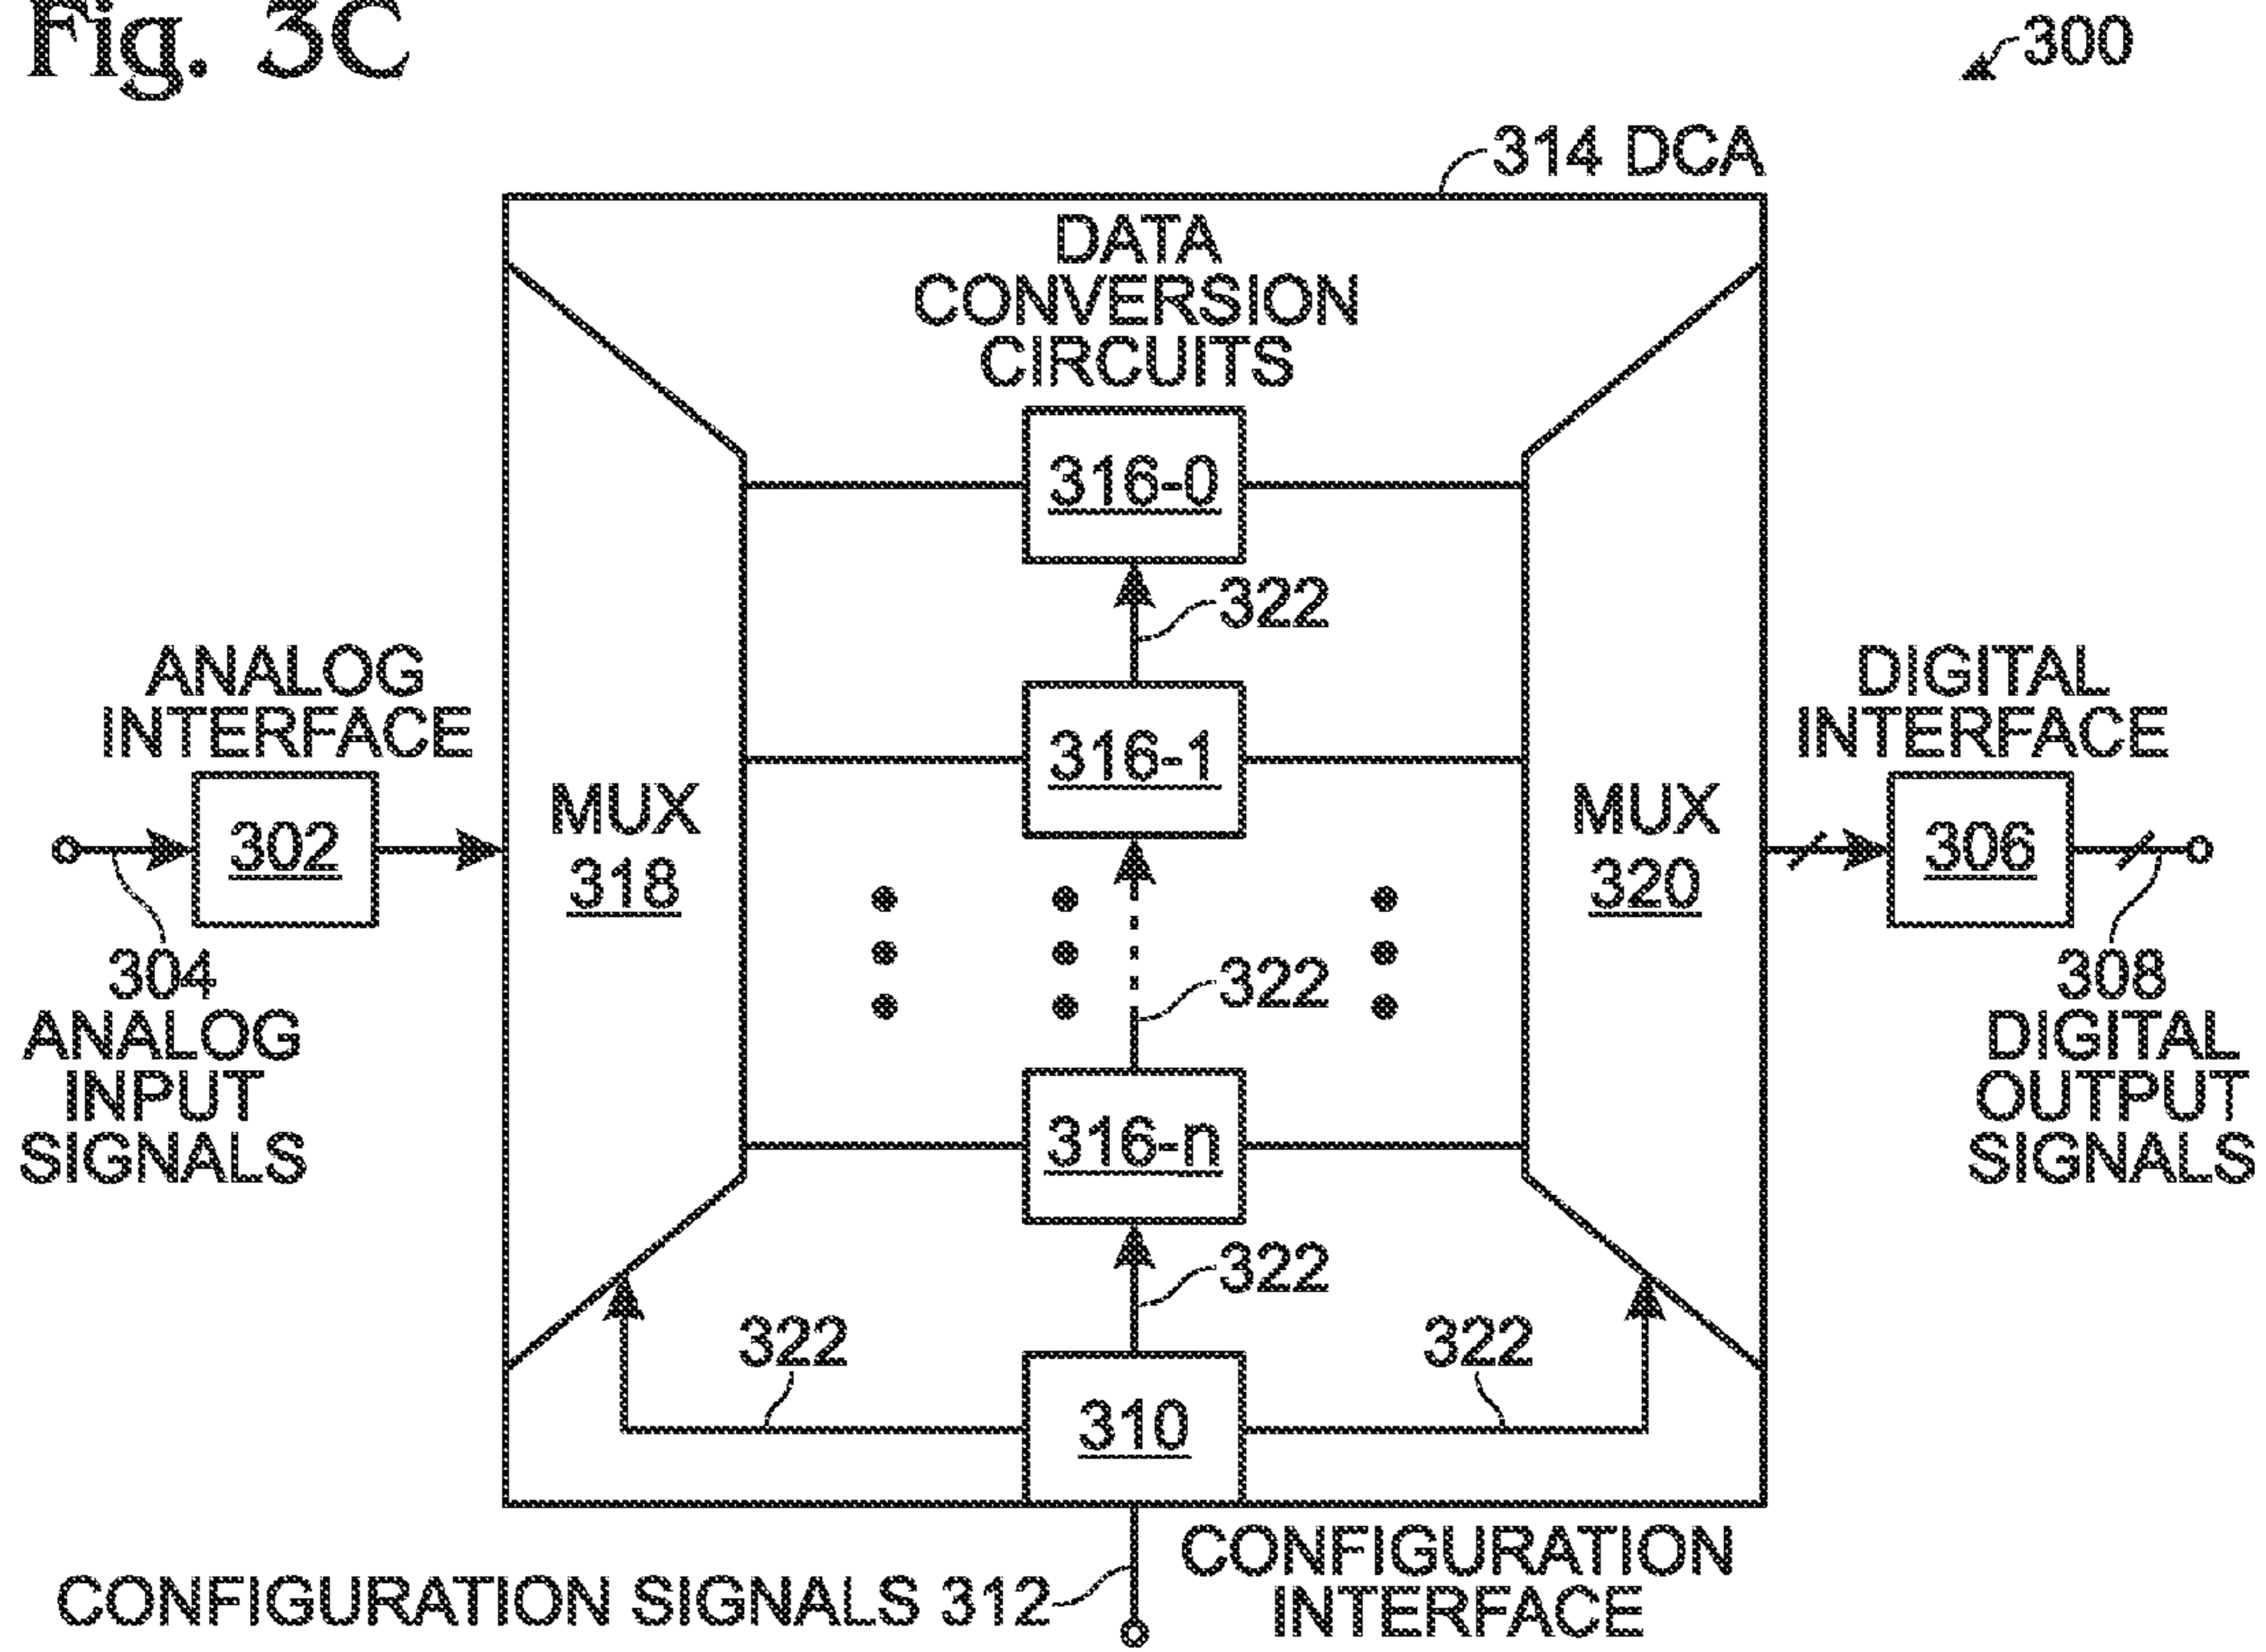 Fig. 3C
300
314 DCA
DATA
CONVERSION
CIRCUITS
316-0
322
ANALOG
INTERFACE
302
304
ANALOG
INPUT
SIGNALS
MUX
318
316-1
322
316-n
322
MUX
320
DIGITAL
INTERFACE
306
308
DIGITAL
OUTPUT
SIGNALS
322
310
322
CONFIGURATION SIGNALS 312
CONFIGURATION
INTERFACE